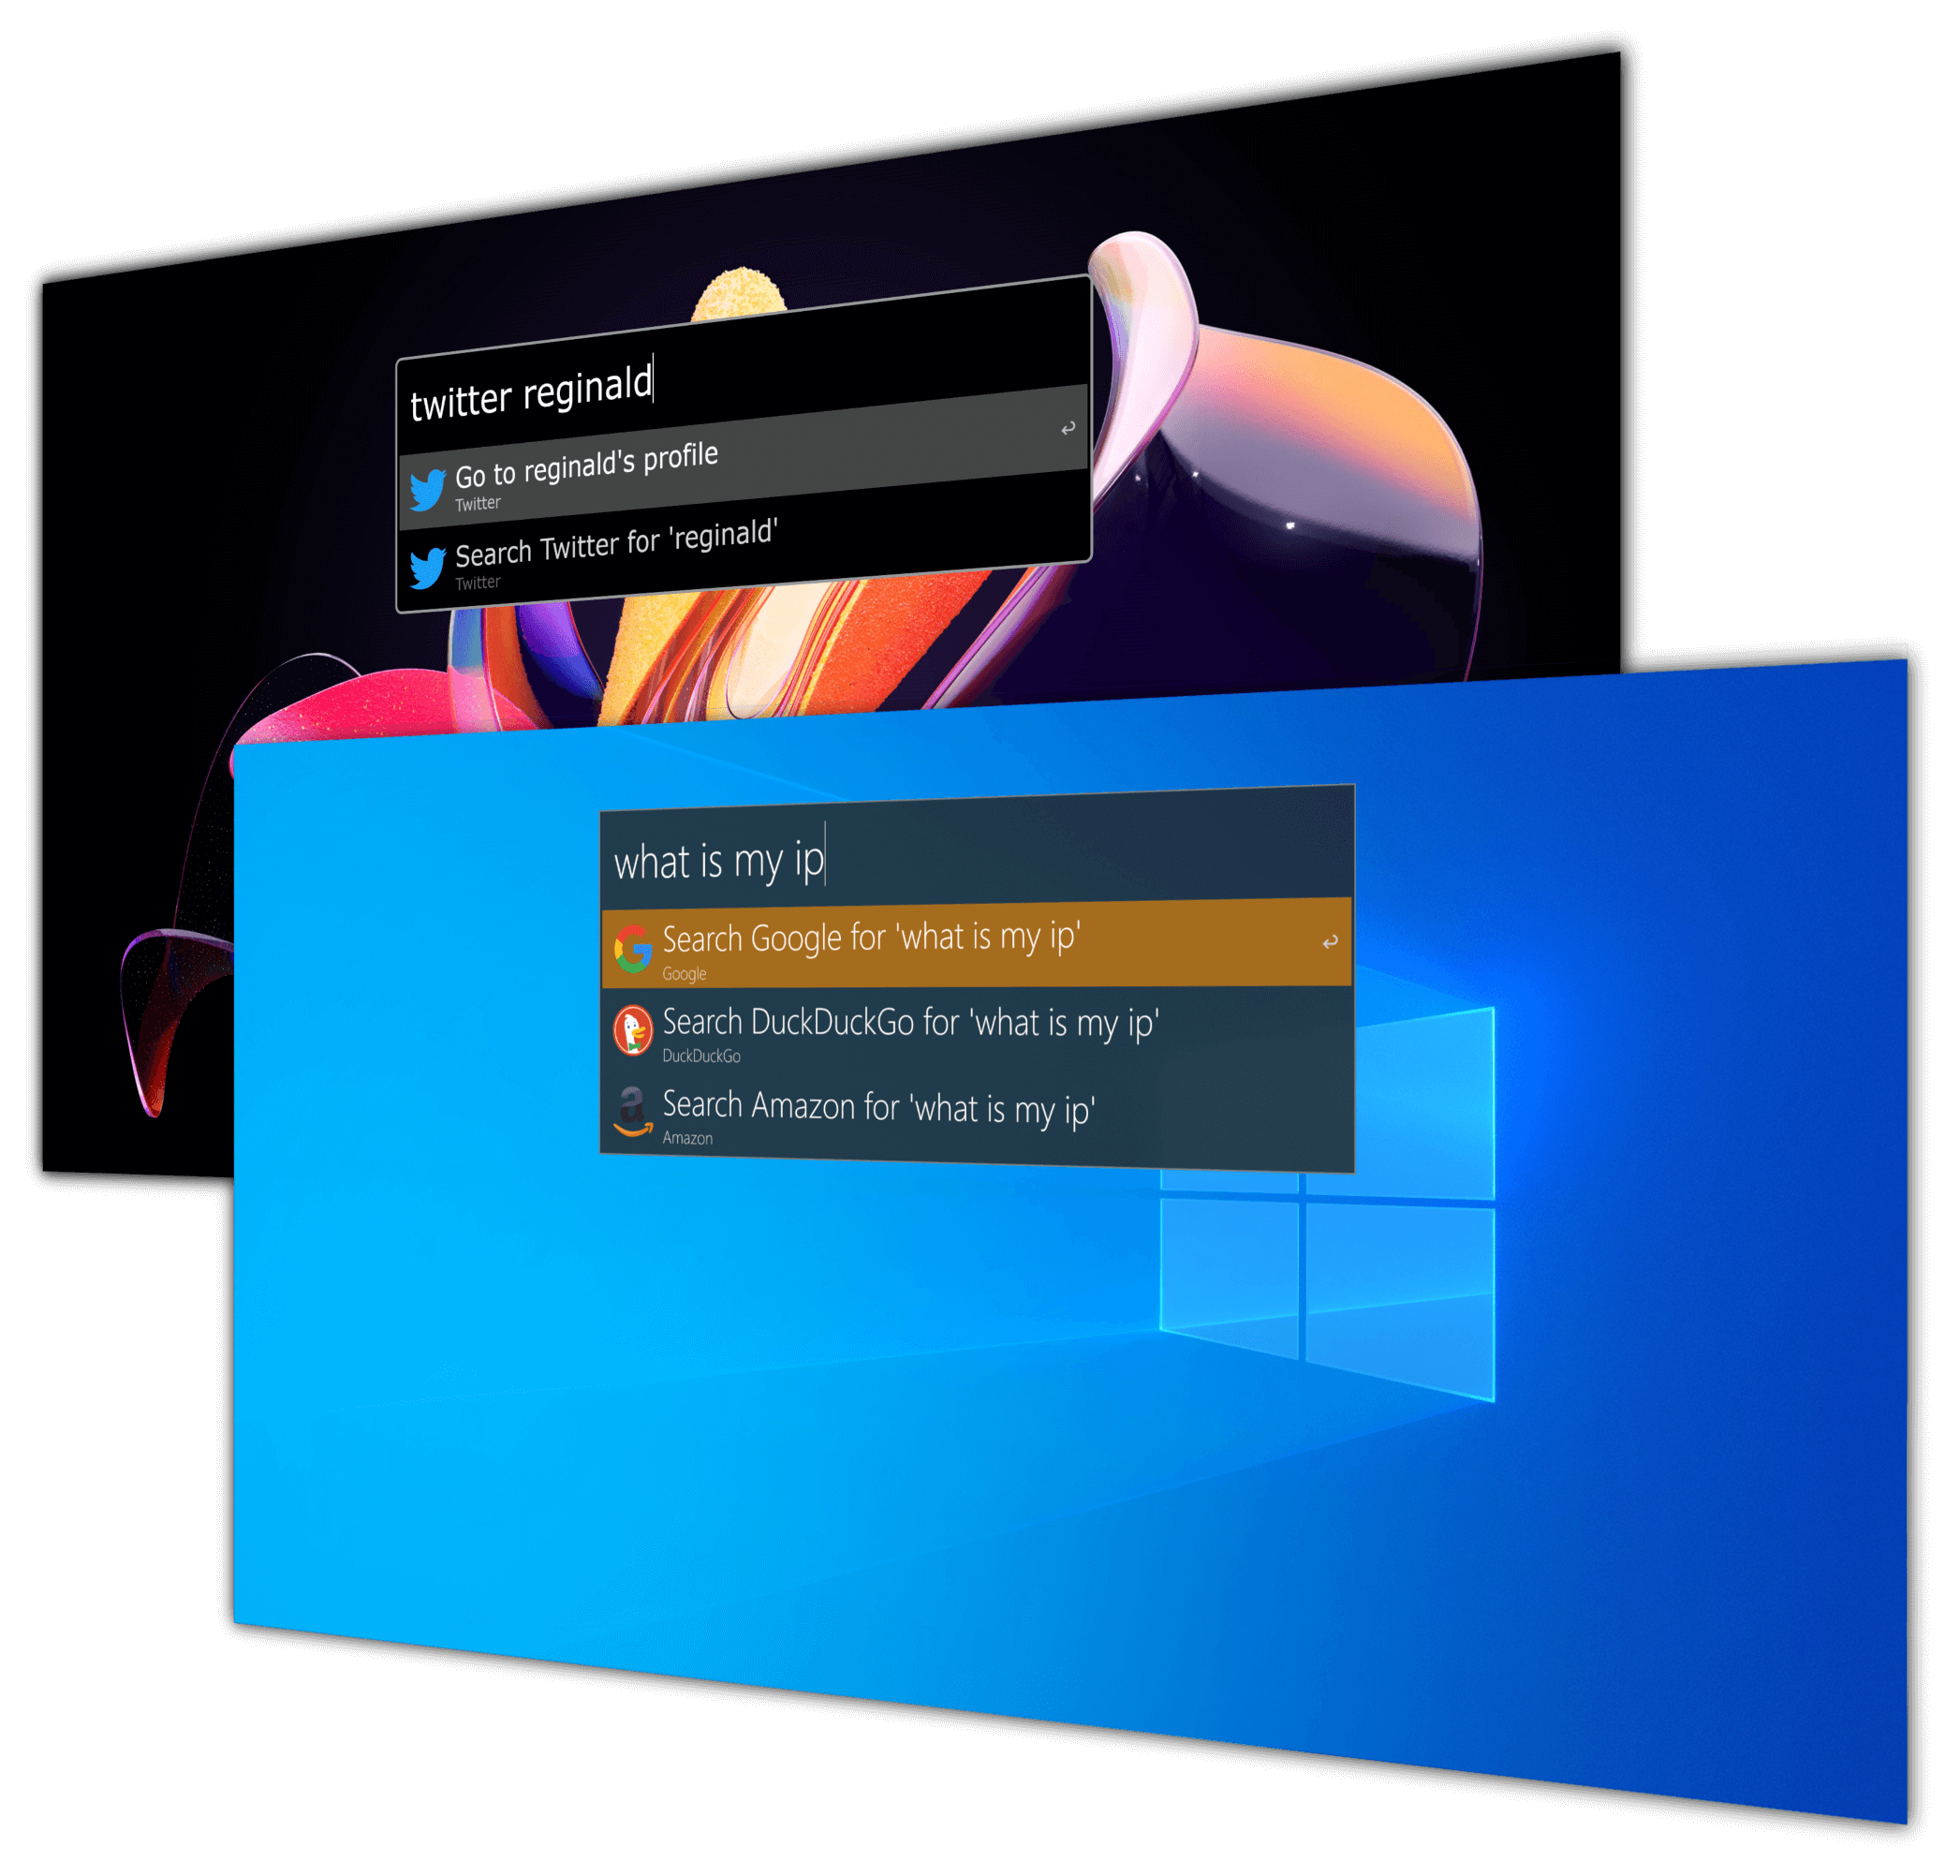 twitter reginald
Go to reginald's profile
Twitter
Search Twitter for 'reginald'
Twitter
what is my ip
Search Google for 'what is my ip'
Google
Search DuckDuckGo for 'what is my ip'
DuckDuckGo
Search Amazon for 'what is my ip'
Amazon